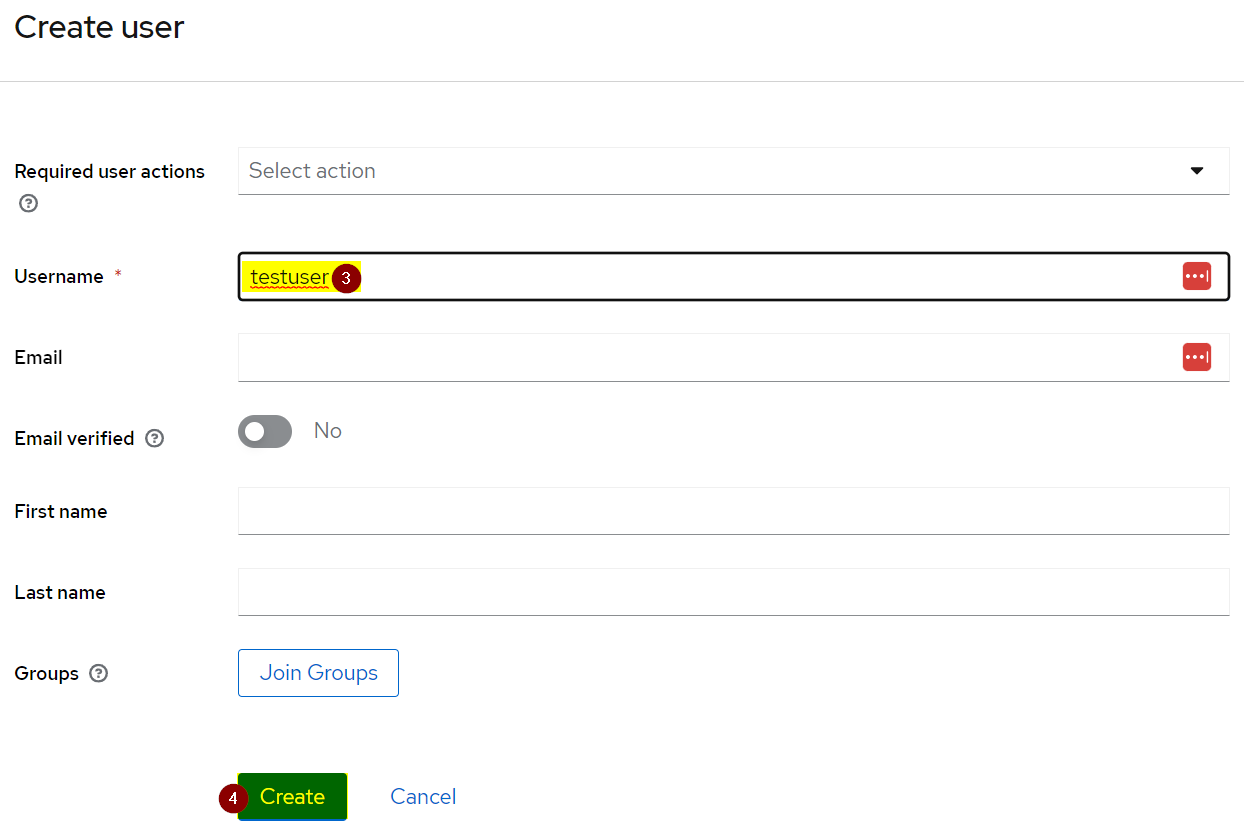 Create user
Required user actions
?
Select action
Username *
testuser 3
Email
Email verified ?
No
First name
Last name
Groups ?
Join Groups
4 Create
Cancel